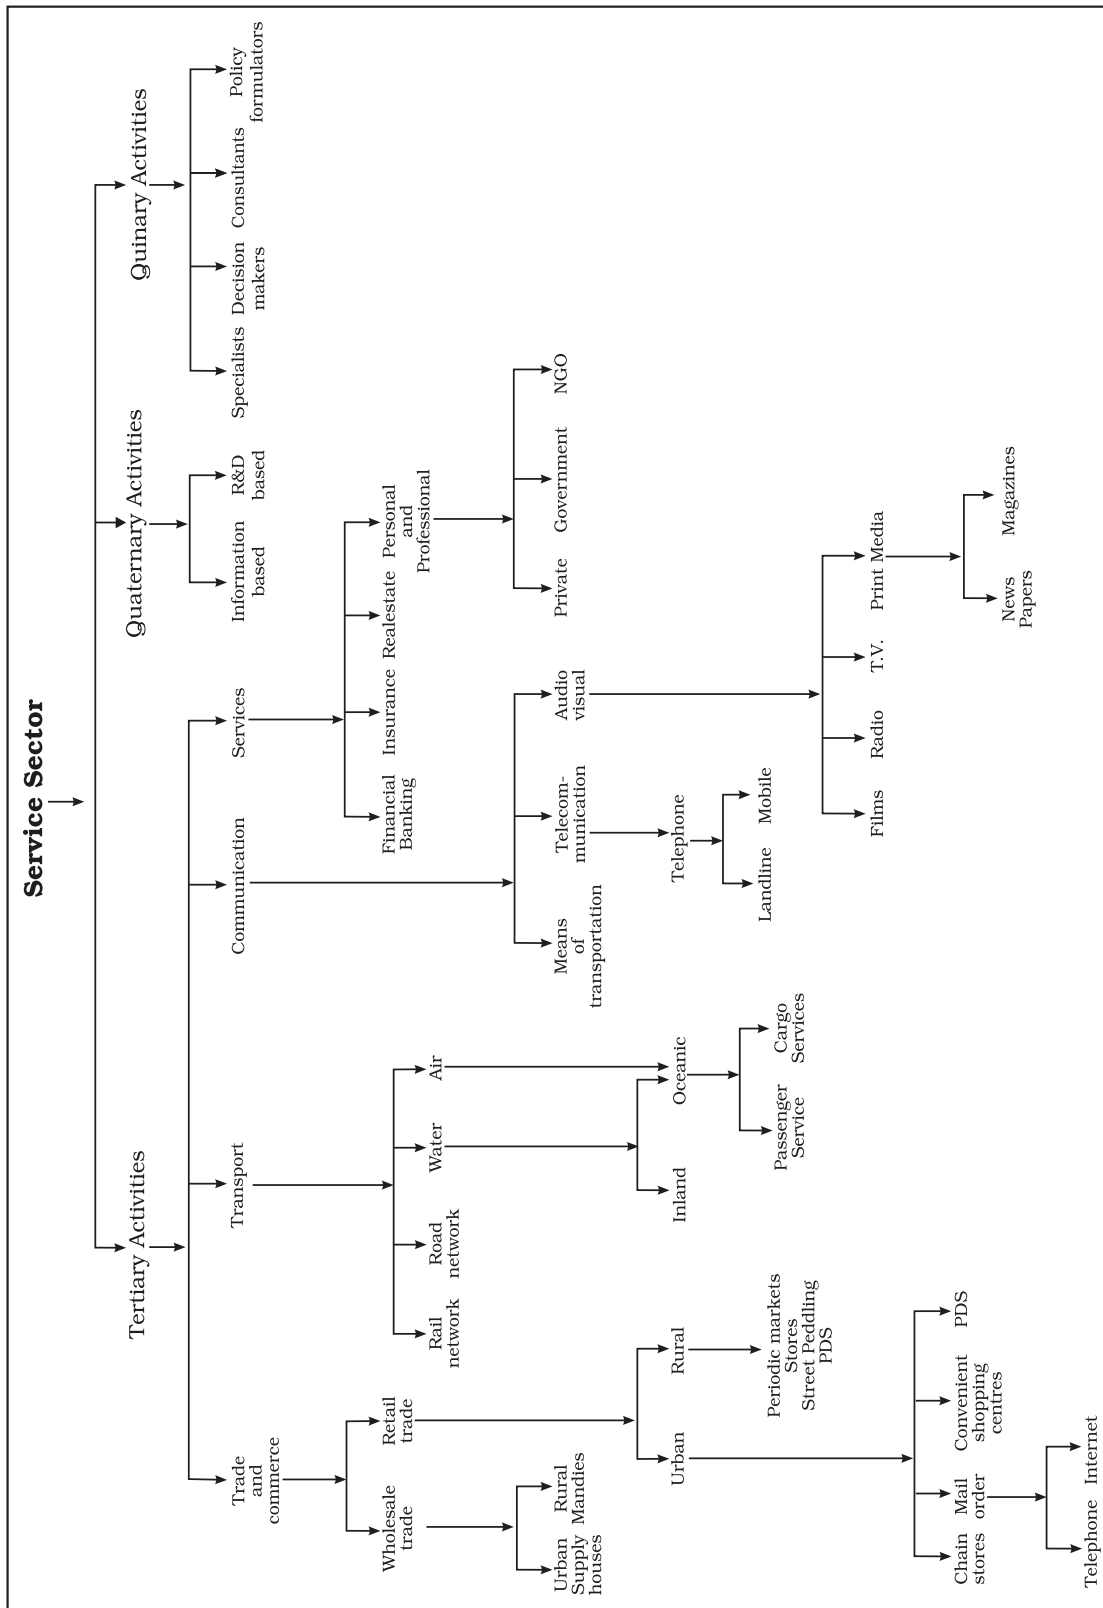 Service Sector
Tertiary Activities
Quaternary Activities
Quinary Activities
Trade
and
commerce
Transport
Communication
Services
Information
based
R&D
based
Specialists
Decision
makers
Consultants
Policy
formulators
Wholesale
trade
Retail
trade
Rail
network
Road
network
Water
Air
Financial
Banking
Insurance
Realestate
Personal
and
Professional
Urban
Supply
houses
Rural
Mandies
Means
of
transportation
Telecom-
munication
Audio
visual
Private
Government
NGO
Urban
Rural
Inland
Oceanic
Telephone
Periodic markets
Stores
Street Peddling
PDS
Passenger
Service
Cargo
Services
Landline
Mobile
Films
Radio
T.V.
Print Media
Chain
stores
Mail
order
Convenient
shopping
centres
PDS
News
Papers
Magazines
Telephone
Internet